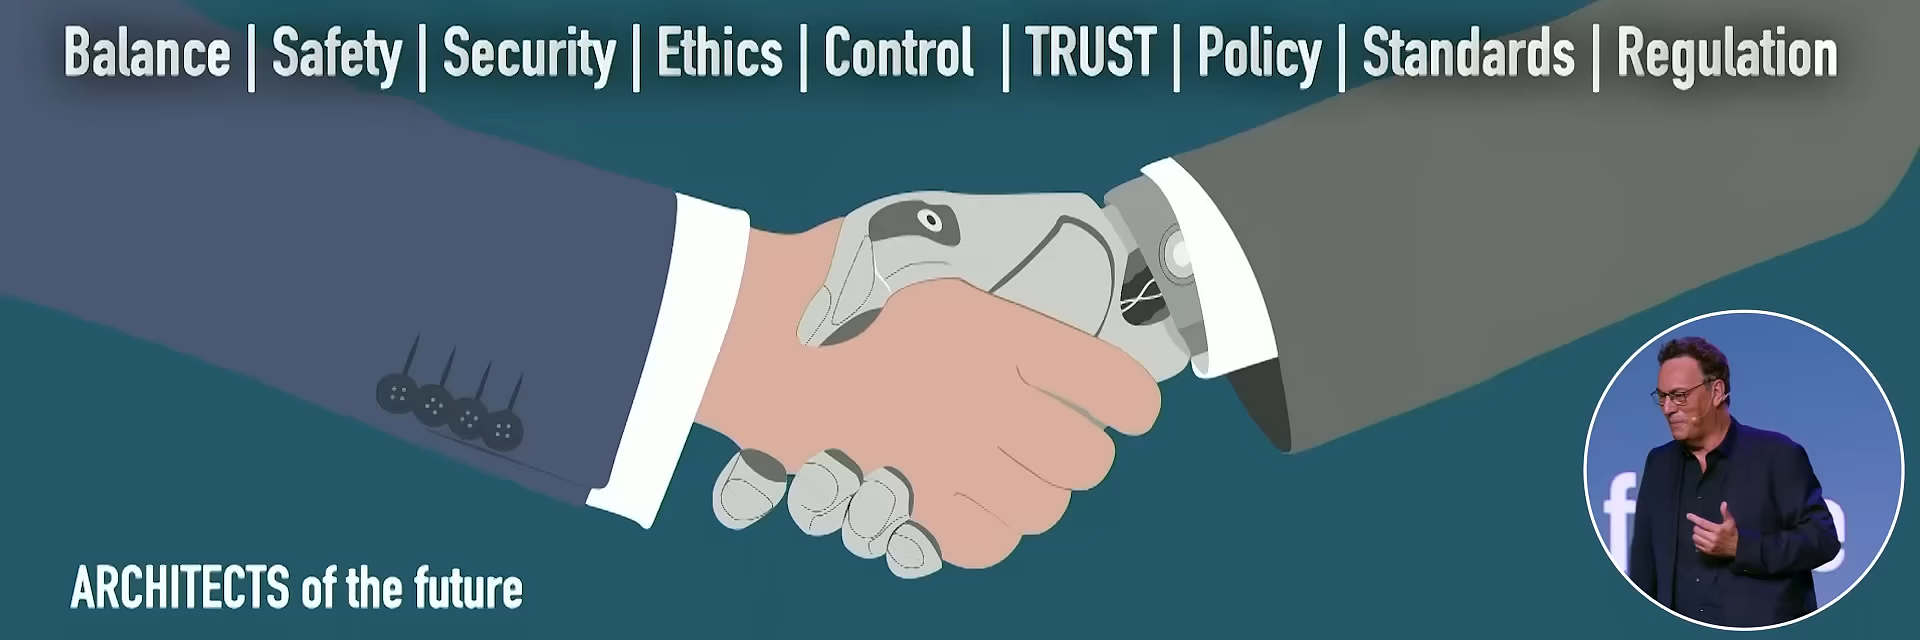 Balance | Safety | Security | Ethics | Control | TRUST | Policy | Standards | Regulation
ARCHITECTS of the future